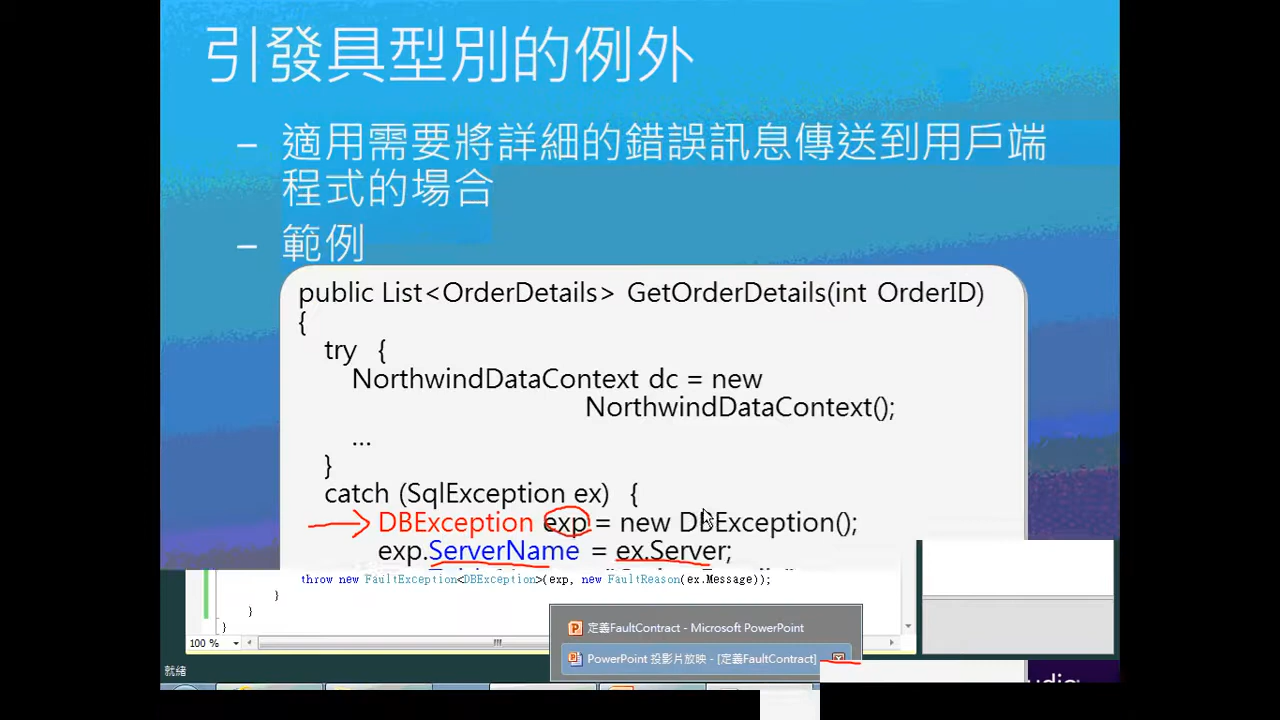 引發具型別的例外
– 適用需要將詳細的錯誤訊息傳送到用戶端
程式的場合
– 範例
public List<OrderDetails> GetOrderDetails(int OrderID)
{
try {
NorthwindDataContext dc = new
NorthwindDataContext();
...
}
catch (SqlException ex) {
DBException exp = new DBException();
exp.ServerName = ex.Server;
throw new FaultException<DBException>(exp, new FaultReason(ex.Message));
}
}
}
100 %
定義FaultContract - Microsoft PowerPoint
PowerPoint 投影片放映 - [定義FaultContract]
就緒